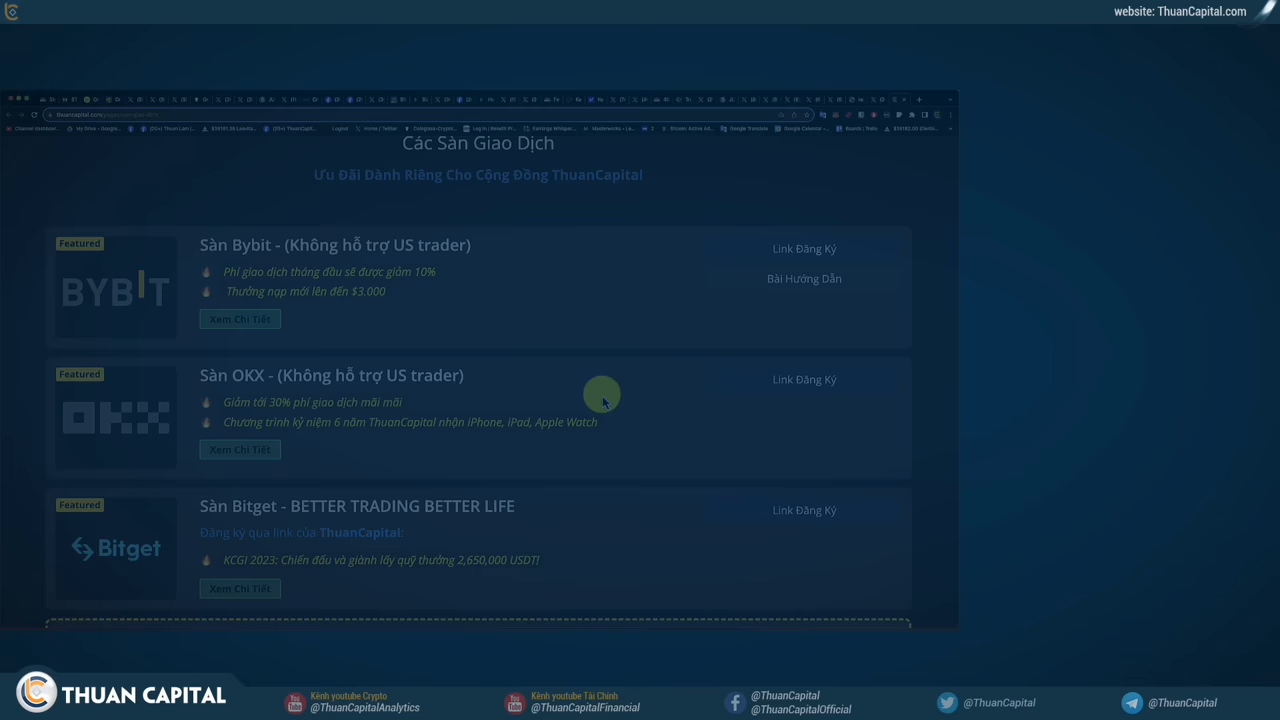 website: ThuanCapital.com
Các Sàn Giao Dịch
Ưu Đãi Dành Riêng Cho Cộng Đồng ThuanCapital
Featured
BYBIT
Sàn Bybit - (Không hỗ trợ US trader)
Phí giao dịch tháng đầu sẽ được giảm 10%
Thưởng nạp mới lên đến $3.000
Xem Chi Tiết
Link Đăng Ký
Bài Hướng Dẫn
Featured
OKX
Sàn OKX - (Không hỗ trợ US trader)
Giảm tới 30% phí giao dịch mãi mãi
Chương trình kỷ niệm 6 năm ThuanCapital nhận iPhone, iPad, Apple Watch
Xem Chi Tiết
Link Đăng Ký
Featured
Bitget
Sàn Bitget - BETTER TRADING BETTER LIFE
Đăng ký qua link của ThuanCapital:
KCGI 2023: Chiến đấu và giành lấy quỹ thưởng 2,650,000 USDT!
Xem Chi Tiết
Link Đăng Ký
THUAN CAPITAL
Kênh youtube Crypto
@ThuanCapitalAnalytics
Kênh youtube Tài Chính
@ThuanCapitalFinancial
@ThuanCapital
@ThuanCapitalOfficial
@ThuanCapital
@ThuanCapital